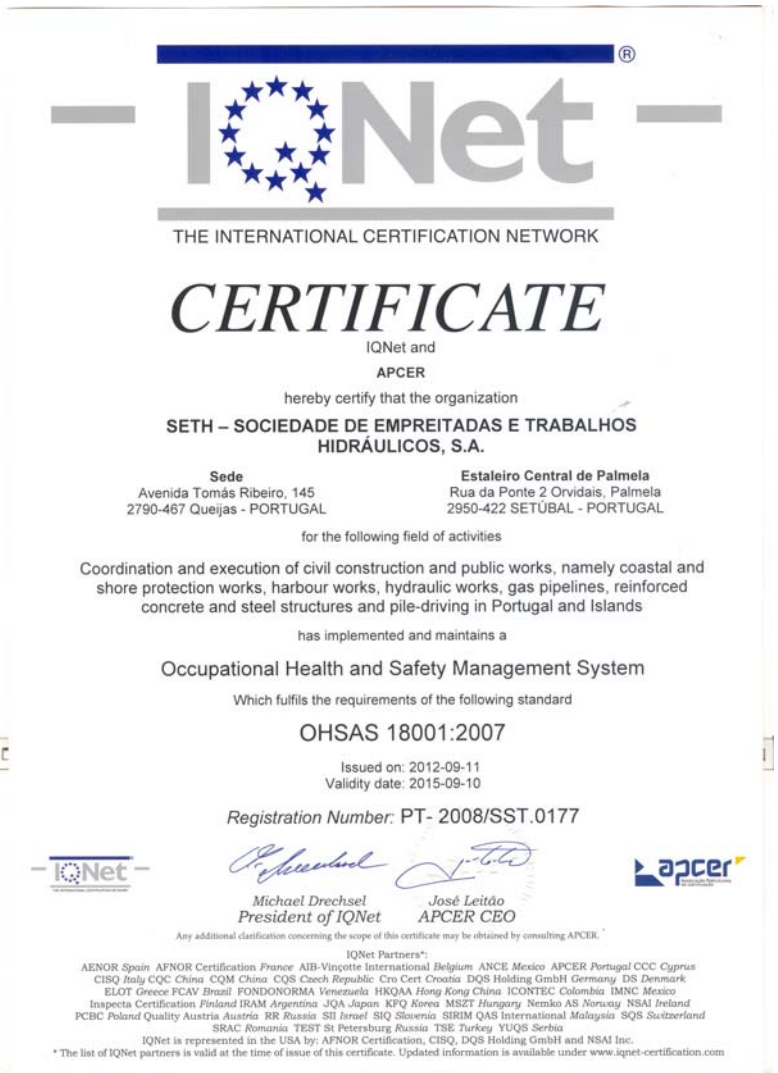 ®
IQNet
THE INTERNATIONAL CERTIFICATION NETWORK
CERTIFICATE
IQNet and
APCER
hereby certify that the organization
SETH – SOCIEDADE DE EMPREITADAS E TRABALHOS
HIDRÁULICOS, S.A.
Sede
Avenida Tomás Ribeiro, 145
2790-467 Queijas - PORTUGAL
Estaleiro Central de Palmela
Rua da Ponte 2 Orvidais, Palmela
2950-422 SETÚBAL - PORTUGAL
for the following field of activities
Coordination and execution of civil construction and public works, namely coastal and
shore protection works, harbour works, hydraulic works, gas pipelines, reinforced
concrete and steel structures and pile-driving in Portugal and Islands
has implemented and maintains a
Occupational Health and Safety Management System
Which fulfils the requirements of the following standard
OHSAS 18001:2007
Issued on: 2012-09-11
Validity date: 2015-09-10
Registration Number: PT- 2008/SST.0177
IQNet
THE INTERNATIONAL CERTIFICATION NETWORK
Michael Drechsel
President of IQNet
José Leitão
APCER CEO
apcer
Any additional clarification concerning the scope of this certificate may be obtained by consulting APCER.
IQNet Partners*:
AENOR Spain AFNOR Certification France AIB-Vinçotte International Belgium ANCE Mexico APCER Portugal CCC Cyprus
CISQ Italy CQC China CQM China CQS Czech Republic Cro Cert Croatia DQS Holding GmbH Germany DS Denmark
ELOT Greece FCAV Brazil FONDONORMA Venezuela HKQAA Hong Kong China ICONTEC Colombia IMNC Mexico
Inspecta Certification Finland IRAM Argentina JQA Japan KFQ Korea MSZT Hungary Nemko AS Norway NSAI Ireland
PCBC Poland Quality Austria Austria RR Russia SII Israel SIQ Slovenia SIRIM QAS International Malaysia SQS Switzerland
SRAC Romania TEST St Petersburg Russia TSE Turkey YUQS Serbia
IQNet is represented in the USA by: AFNOR Certification, CISQ, DQS Holding GmbH and NSAI Inc.
* The list of IQNet partners is valid at the time of issue of this certificate. Updated information is available under www.iqnet-certification.com